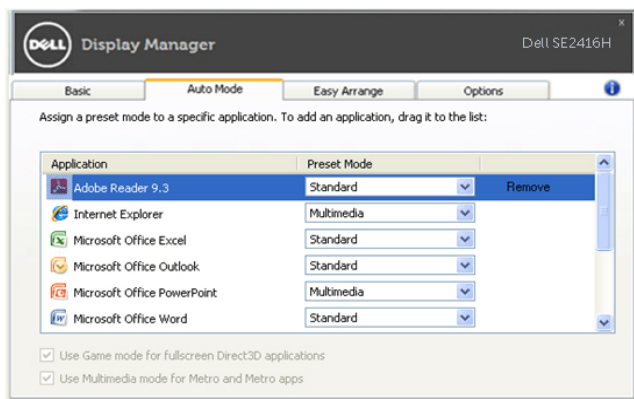 DELL Display Manager Dell SE2416H
Basic Auto Mode Easy Arrange Options
Assign a preset mode to a specific application. To add an application, drag it to the list:
Application Preset Mode
Adobe Reader 9.3 Standard Remove
Internet Explorer Multimedia
Microsoft Office Excel Standard
Microsoft Office Outlook Standard
Microsoft Office PowerPoint Multimedia
Microsoft Office Word Standard
Use Game mode for fullscreen Direct3D applications
Use Multimedia mode for Metro and Metro apps